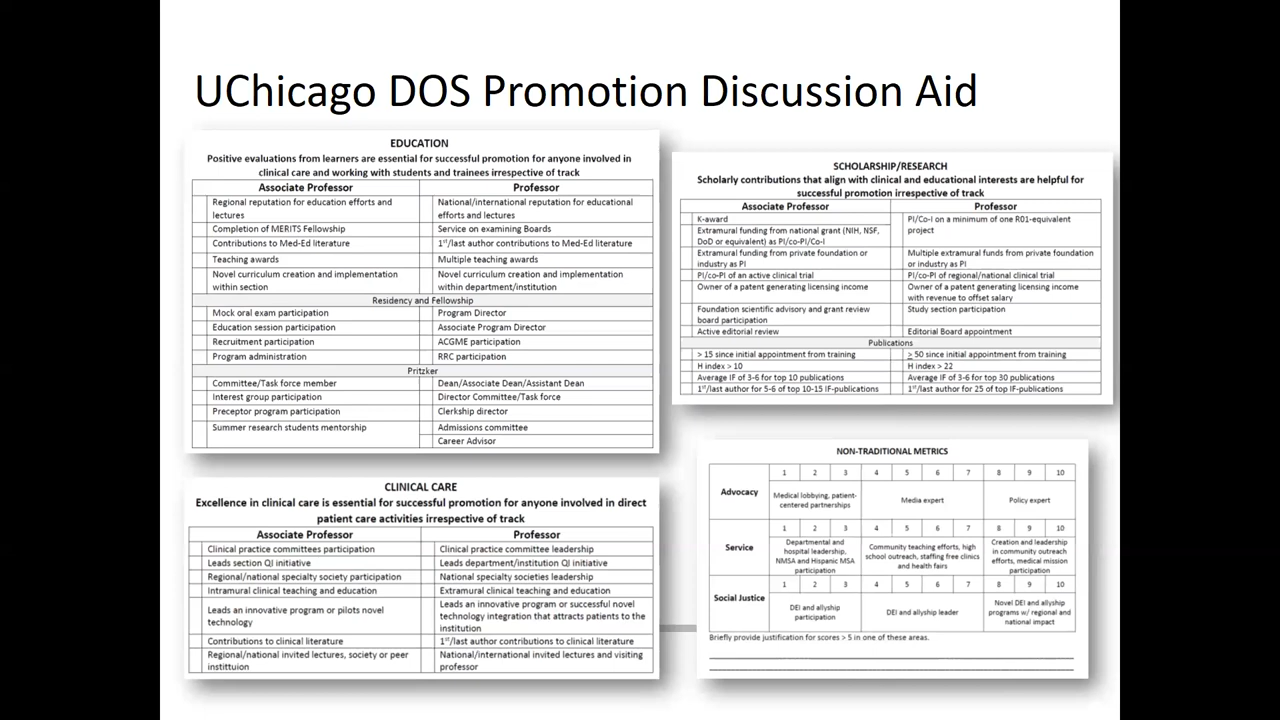 UChicago DOS Promotion Discussion Aid
EDUCATION
Positive evaluations from learners are essential for successful promotion for anyone involved in
clinical care and working with students and trainees irrespective of track
Associate Professor Professor
Regional reputation for education efforts and
lectures
National/international reputation for educational
efforts and lectures
Completion of MERITS Fellowship Service on examining Boards
Contributions to Med-Ed literature 1st/last author contributions to Med-Ed literature
Teaching awards Multiple teaching awards
Novel curriculum creation and implementation
within section
Novel curriculum creation and implementation
within department/institution
Residency and Fellowship
Mock oral exam participation Program Director
Education session participation Associate Program Director
Recruitment participation ACGME participation
Program administration RRC participation
Pritzker
Committee/Task force member Dean/Associate Dean/Assistant Dean
Interest group participation Director Committee/Task force
Preceptor program participation Clerkship director
Summer research students mentorship Admissions committee
Career Advisor
CLINICAL CARE
Excellence in clinical care is essential for successful promotion for anyone involved in direct
patient care activities irrespective of track
Associate Professor Professor
Clinical practice committees participation Clinical practice committee leadership
Leads section QI initiative Leads department/institution QI initiative
Regional/national specialty society participation National specialty societies leadership
Intramural clinical teaching and education Extramural clinical teaching and education
Leads an innovative program or pilots novel
technology
Leads an innovative program or successful novel
technology integration that attracts patients to the
institution
Contributions to clinical literature 1st/last author contributions to clinical literature
Regional/national invited lectures, society or peer
instittuion
National/international invited lectures and visiting
professor
SCHOLARSHIP/RESEARCH
Scholarly contributions that align with clinical and educational interests are helpful for
successful promotion irrespective of track
Associate Professor Professor
K-award
Extramural funding from national grant (NIH, NSF,
DoD or equivalent) as PI/co-PI/Co-I
PI/Co-I on a minimum of one R01-equivalent
project
Extramural funding from private foundation or
industry as PI
Multiple extramural funds from private foundation
or industry as PI
PI/co-PI of an active clinical trial PI/co-PI of regional/national clinical trial
Owner of a patent generating licensing income
Owner of a patent generating licensing income
with revenue to offset salary
Foundation scientific advisory and grant review
board participation
Study section participation
Active editorial review Editorial Board appointment
Publications
> 15 since initial appointment from training ≥ 50 since initial appointment from training
H index > 10 H index > 22
Average IF of 3-6 for top 10 publications Average IF of 3-6 for top 30 publications
1st/last author for 5-6 of top 10-15 IF-publications 1st/last author for 25 of top IF-publications
NON-TRADITIONAL METRICS
Advocacy
1 2 3 4 5 6 7 8 9 10
Medical lobbying, patient-
centered partnerships
Media expert
Policy expert
Service
1 2 3 4 5 6 7 8 9 10
Departmental and
hospital leadership,
NMSA and Hispanic MSA
participation
Community teaching efforts, high
school outreach, staffing free clinics
and health fairs
Creation and leadership
in community outreach
efforts, medical mission
participation
Social Justice
1 2 3 4 5 6 7 8 9 10
DEI and allyship
participation
DEI and allyship leader
Novel DEI and allyship
programs w/ regional and
national impact
Briefly provide justification for scores > 5 in one of these areas.